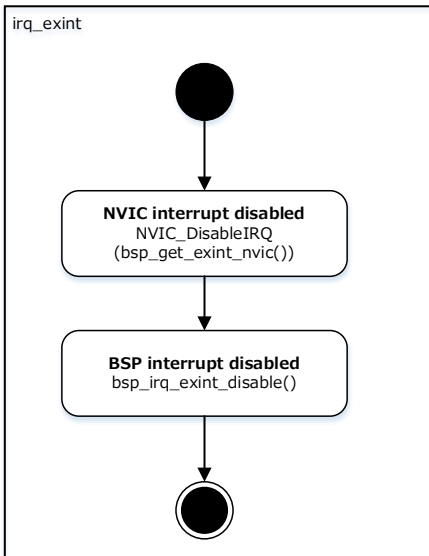 irq_exint
NVIC interrupt disabled
NVIC_DisableIRQ
(bsp_get_exint_nvic())
BSP interrupt disabled
bsp_irq_exint_disable()